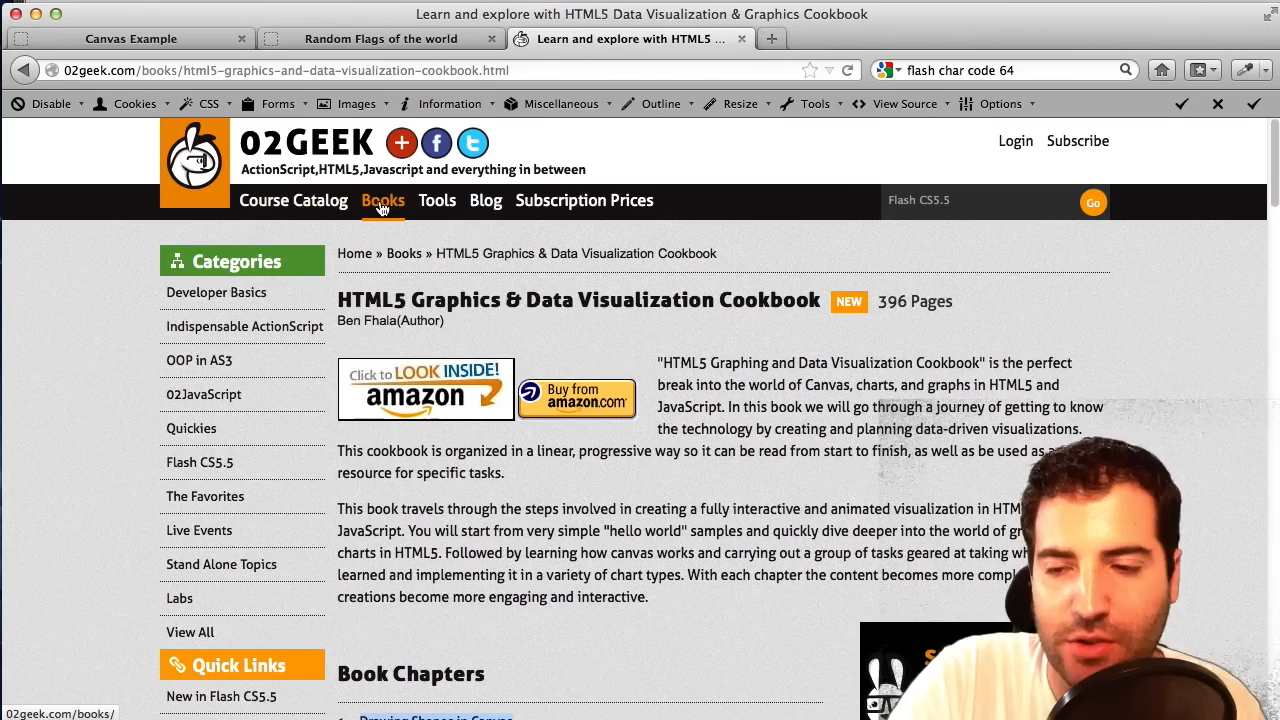 Learn and explore with HTML5 Data Visualization & Graphics Cookbook
Canvas Example
Random Flags of the world
Learn and explore with HTML5 ...
02geek.com/books/html5-graphics-and-data-visualization-cookbook.html
flash char code 64
Disable
Cookies
CSS
Forms
Images
Information
Miscellaneous
Outline
Resize
Tools
View Source
Options
02GEEK
Login Subscribe
ActionScript,HTML5,Javascript and everything in between
Course Catalog Books Tools Blog Subscription Prices
Flash CS5.5
Go
Categories
Developer Basics
Indispensable ActionScript
OOP in AS3
02JavaScript
Quickies
Flash CS5.5
The Favorites
Live Events
Stand Alone Topics
Labs
View All
Quick Links
New in Flash CS5.5
Home » Books » HTML5 Graphics & Data Visualization Cookbook
HTML5 Graphics & Data Visualization Cookbook NEW 396 Pages
Ben Fhala(Author)
Click to LOOK INSIDE!
amazon
Buy from
amazon.com
"HTML5 Graphing and Data Visualization Cookbook" is the perfect
break into the world of Canvas, charts, and graphs in HTML5 and
JavaScript. In this book we will go through a journey of getting to know
the technology by creating and planning data-driven visualizations.
This cookbook is organized in a linear, progressive way so it can be read from start to finish, as well as be used as a
resource for specific tasks.
This book travels through the steps involved in creating a fully interactive and animated visualization in HTM
JavaScript. You will start from very simple "hello world" samples and quickly dive deeper into the world of gr
charts in HTML5. Followed by learning how canvas works and carrying out a group of tasks geared at taking wh
learned and implementing it in a variety of chart types. With each chapter the content becomes more compl
creations become more engaging and interactive.
Book Chapters
Drawing Shapes in Canvas
02geek.com/books/